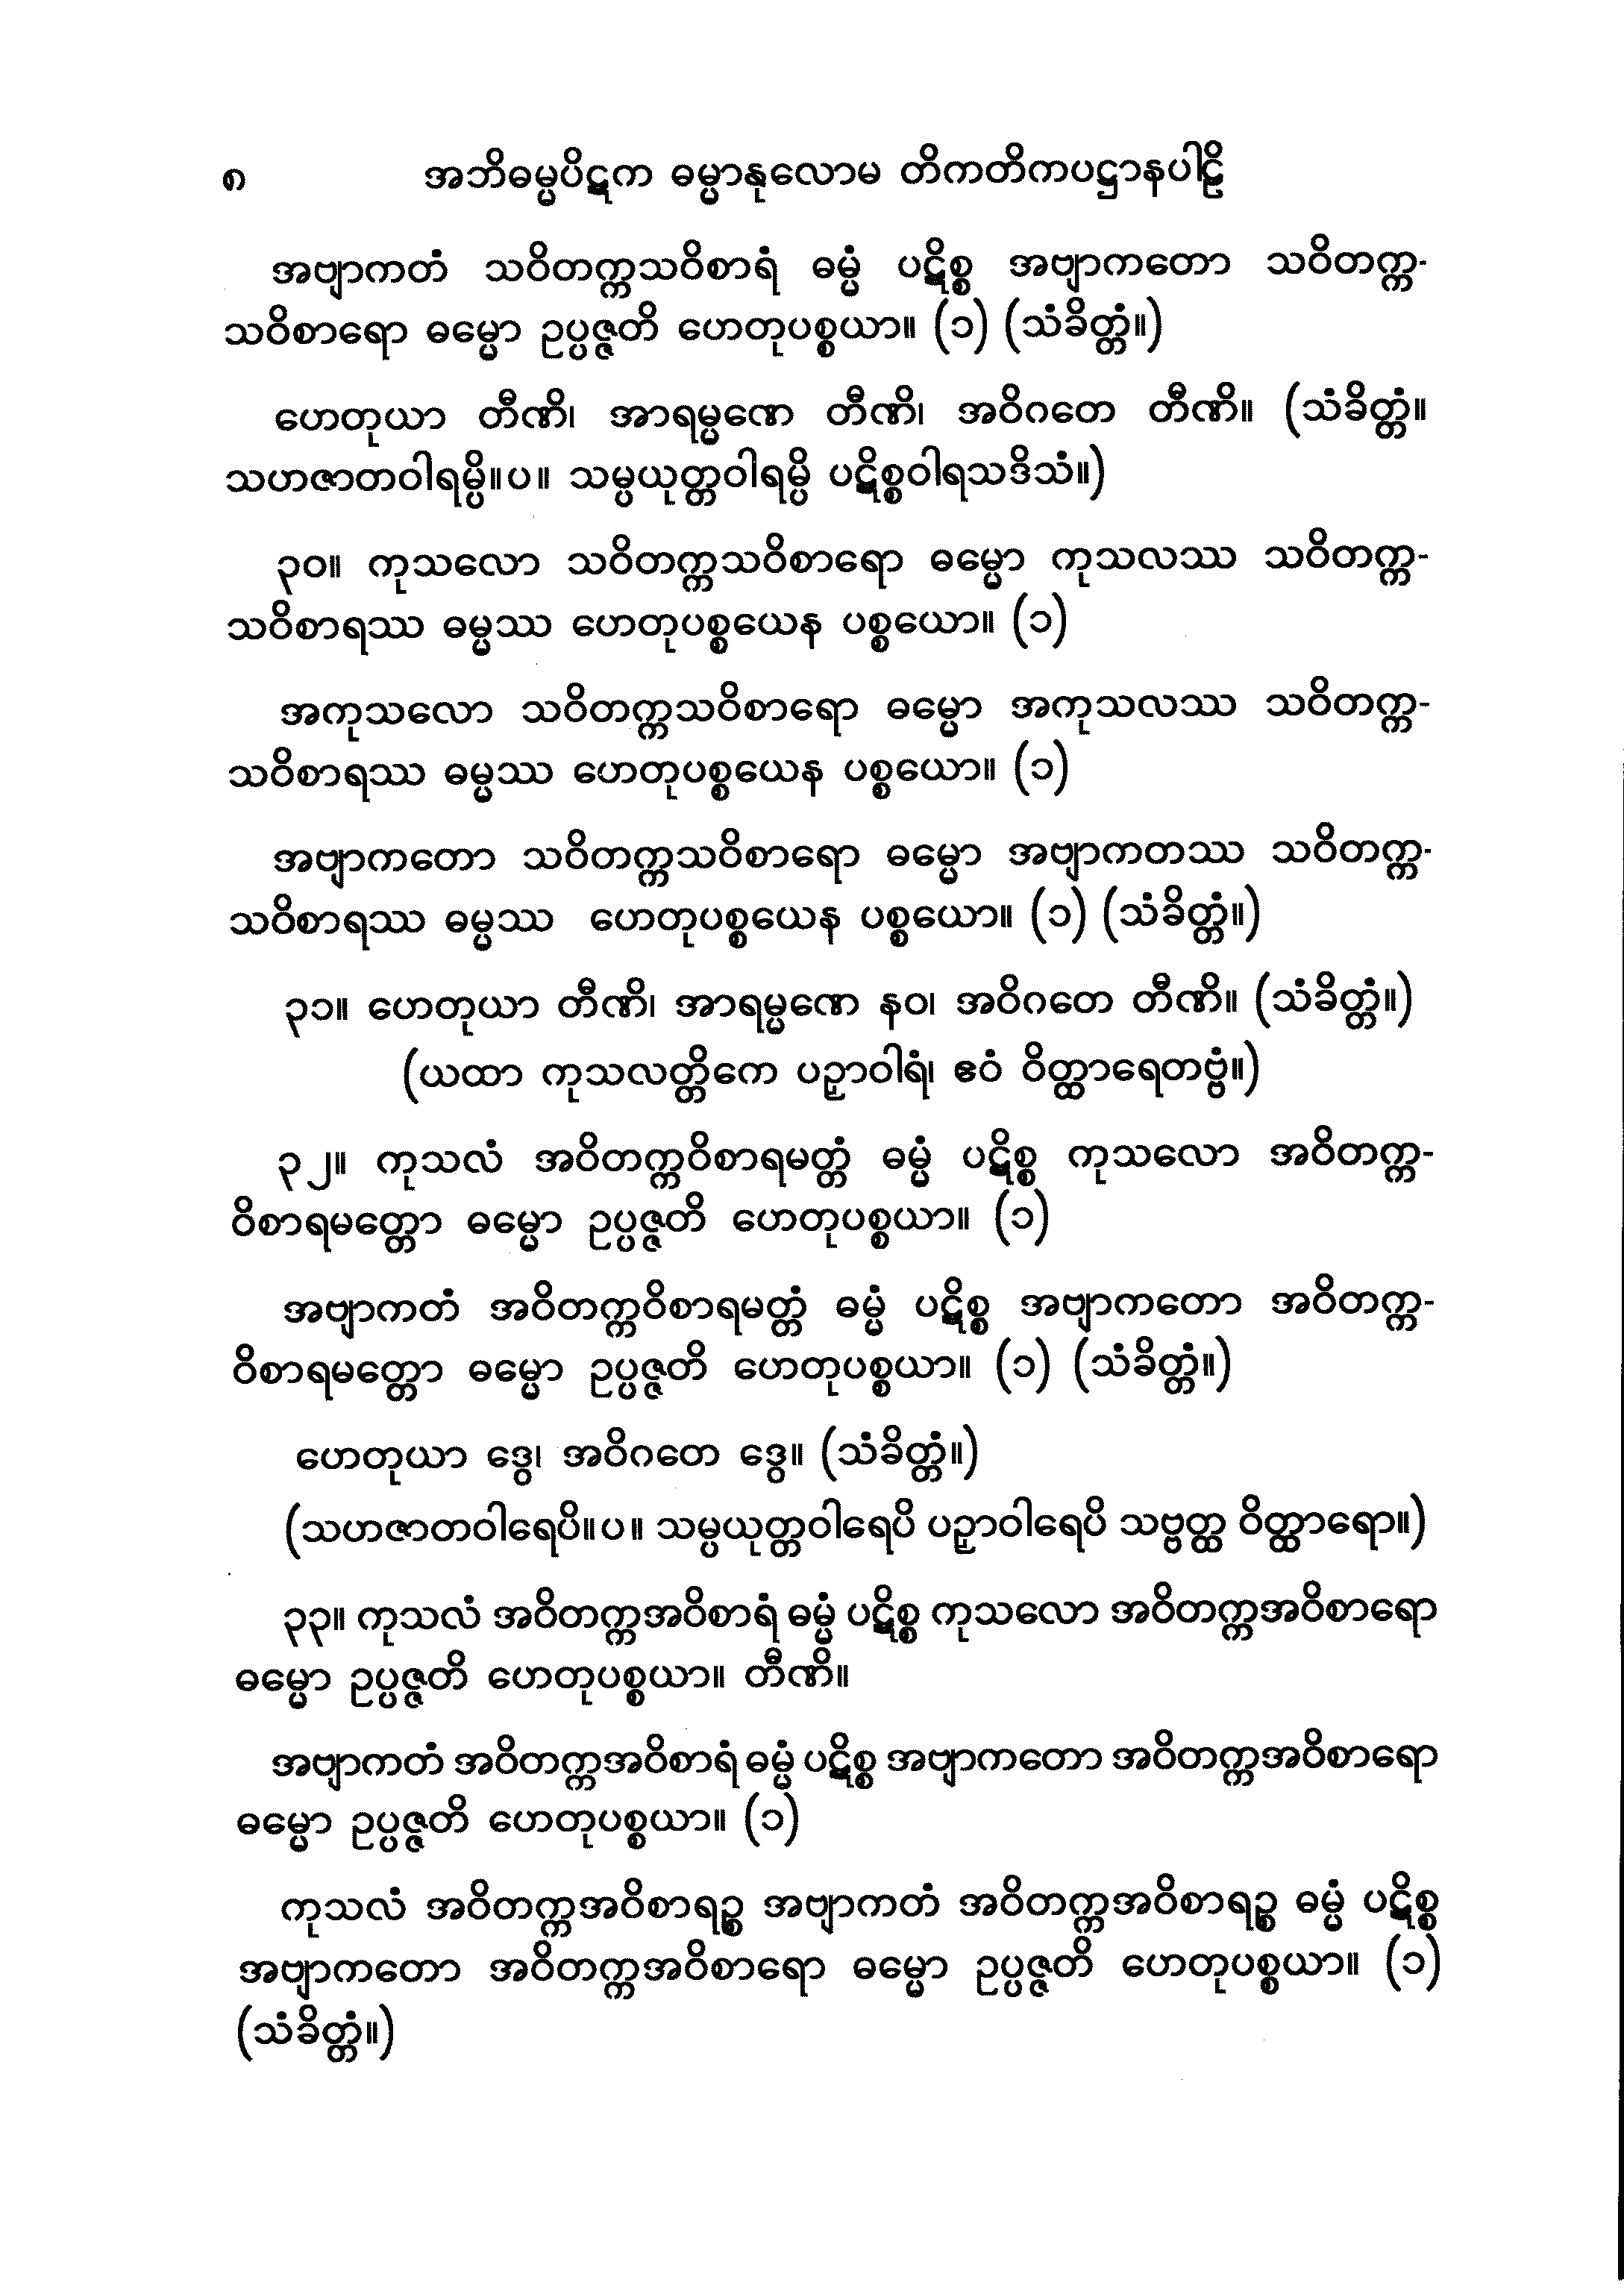 ၈ အဘိဓမ္မပိဋက ဓမ္မာနုလောမ တိကတိကပဋ္ဌာနပါဠိ
အဗျာကတံ သဝိတက္ကသဝိစာရံ ဓမ္မံ ပဋိစ္စ အဗျာကတော သဝိတက္က-
သဝိစာရော ဓမ္မော ဥပ္ပဇ္ဇတိ ဟေတုပစ္စယာ။ (၁) (သံခိတ္တံ။)
ဟေတုယာ တီဏိ၊ အာရမ္မဏေ တီဏိ၊ အဝိဂတေ တီဏိ။ (သံခိတ္တံ။
သဟဇာတဝါရမ္ပိ။ပ။ သမ္ပယုတ္တဝါရမ္ပိ ပဋိစ္စဝါရသဒိသံ။)
၃၀။ ကုသလော သဝိတက္ကသဝိစာရော ဓမ္မော ကုသလဿ သဝိတက္က-
သဝိစာရဿ ဓမ္မဿ ဟေတုပစ္စယေန ပစ္စယော။ (၁)
အကုသလော သဝိတက္ကသဝိစာရော ဓမ္မော အကုသလဿ သဝိတက္က-
သဝိစာရဿ ဓမ္မဿ ဟေတုပစ္စယေန ပစ္စယော။ (၁)
အဗျာကတော သဝိတက္ကသဝိစာရော ဓမ္မော အဗျာကတဿ သဝိတက္က-
သဝိစာရဿ ဓမ္မဿ ဟေတုပစ္စယေန ပစ္စယော။ (၁) (သံခိတ္တံ။)
၃၁။ ဟေတုယာ တီဏိ၊ အာရမ္မဏေ နဝ၊ အဝိဂတေ တီဏိ။ (သံခိတ္တံ။)
(ယထာ ကုသလတ္တိကေ ပဉှာဝါရံ၊ ဧဝံ ဝိတ္ထာရေတဗ္ဗံ။)
၃၂။ ကုသလံ အဝိတက္ကဝိစာရမတ္တံ ဓမ္မံ ပဋိစ္စ ကုသလော အဝိတက္က-
ဝိစာရမတ္တော ဓမ္မော ဥပ္ပဇ္ဇတိ ဟေတုပစ္စယာ။ (၁)
အဗျာကတံ အဝိတက္ကဝိစာရမတ္တံ ဓမ္မံ ပဋိစ္စ အဗျာကတော အဝိတက္က-
ဝိစာရမတ္တော ဓမ္မော ဥပ္ပဇ္ဇတိ ဟေတုပစ္စယာ။ (၁) (သံခိတ္တံ။)
ဟေတုယာ ဒွေ၊ အဝိဂတေ ဒွေ။ (သံခိတ္တံ။)
(သဟဇာတဝါရေပိ။ပ။ သမ္ပယုတ္တဝါရေပိ ပဉှာဝါရေပိ သဗ္ဗတ္ထ ဝိတ္ထာရော။)
၃၃။ ကုသလံ အဝိတက္ကအဝိစာရံ ဓမ္မံ ပဋိစ္စ ကုသလော အဝိတက္ကအဝိစာရော
ဓမ္မော ဥပ္ပဇ္ဇတိ ဟေတုပစ္စယာ။ တီဏိ။
အဗျာကတံ အဝိတက္ကအဝိစာရံ ဓမ္မံ ပဋိစ္စ အဗျာကတော အဝိတက္ကအဝိစာရော
ဓမ္မော ဥပ္ပဇ္ဇတိ ဟေတုပစ္စယာ။ (၁)
ကုသလံ အဝိတက္ကအဝိစာရဉ္စ အဗျာကတံ အဝိတက္ကအဝိစာရဉ္စ ဓမ္မံ ပဋိစ္စ
အဗျာကတော အဝိတက္ကအဝိစာရော ဓမ္မော ဥပ္ပဇ္ဇတိ ဟေတုပစ္စယာ။ (၁)
(သံခိတ္တံ။)